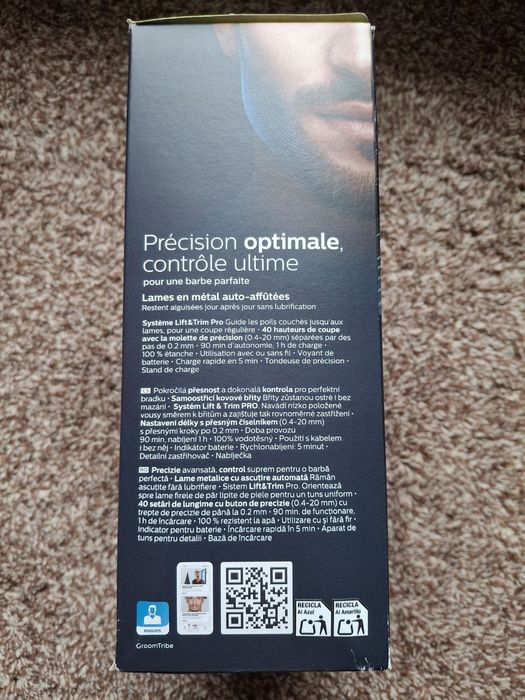 Précision optimale,
contrôle ultime
pour une barbe parfaite
Lames en métal auto-affûtées
Restent aiguisées jour après jour sans lubrification
Système Lift&Trim Pro Guide les poils couchés jusqu'aux
lames, pour une coupe régulière • 40 hauteurs de coupe
avec la molette de précision (0.4-20 mm) séparées par des
pas de 0.2 mm • 90 min d'autonomie, 1 h de charge •
100 % étanche • Utilisation avec ou sans fil • Voyant de
batterie • Charge rapide en 5 min • Tondeuse de précision •
Stand de charge
CS Pokročilá přesnost a dokonalá kontrola pro perfektní
bradku • Samoostřicí kovové břity Břity zůstanou ostré i bez
mazání • Systém Lift & Trim PRO. Navádí nízko položené
vousy směrem k břitům a zajišťuje tak rovnoměrné zastřižení •
Nastavení délky s přesným číselníkem (0.4-20 mm)
s přesnými kroky po 0.2 mm • Doba provozu
90 min, nabíjení 1 h • 100% vodotěsný • Použití s kabelem
i bez něj • Indikátor baterie • Rychlonabíjení: 5 minut •
Detailní zastřihovač • Nabíječka
RO Precizie avansată, control suprem pentru o barbă
perfectă • Lame metalice cu ascuţire automată Rămân
ascuţite fără lubrifiere • Sistem Lift&Trim Pro. Orientează
spre lame firele de păr lipite de piele pentru un tuns uniform •
40 setări de lungime cu buton de precizie (0.4-20 mm) cu
trepte de precizie de până la 0.2 mm • 90 min. de funcţionare,
1 h de încărcare • 100 % rezistent la apă • Utilizare cu şi fără fir •
Indicator pentru baterie • Încărcare rapidă în 5 min • Aparat de
tuns pentru detalii • Bază de încărcare
PHILIPS
GroomTribe
RECICLA
Al Azul
RECICLA
Al Amarillo